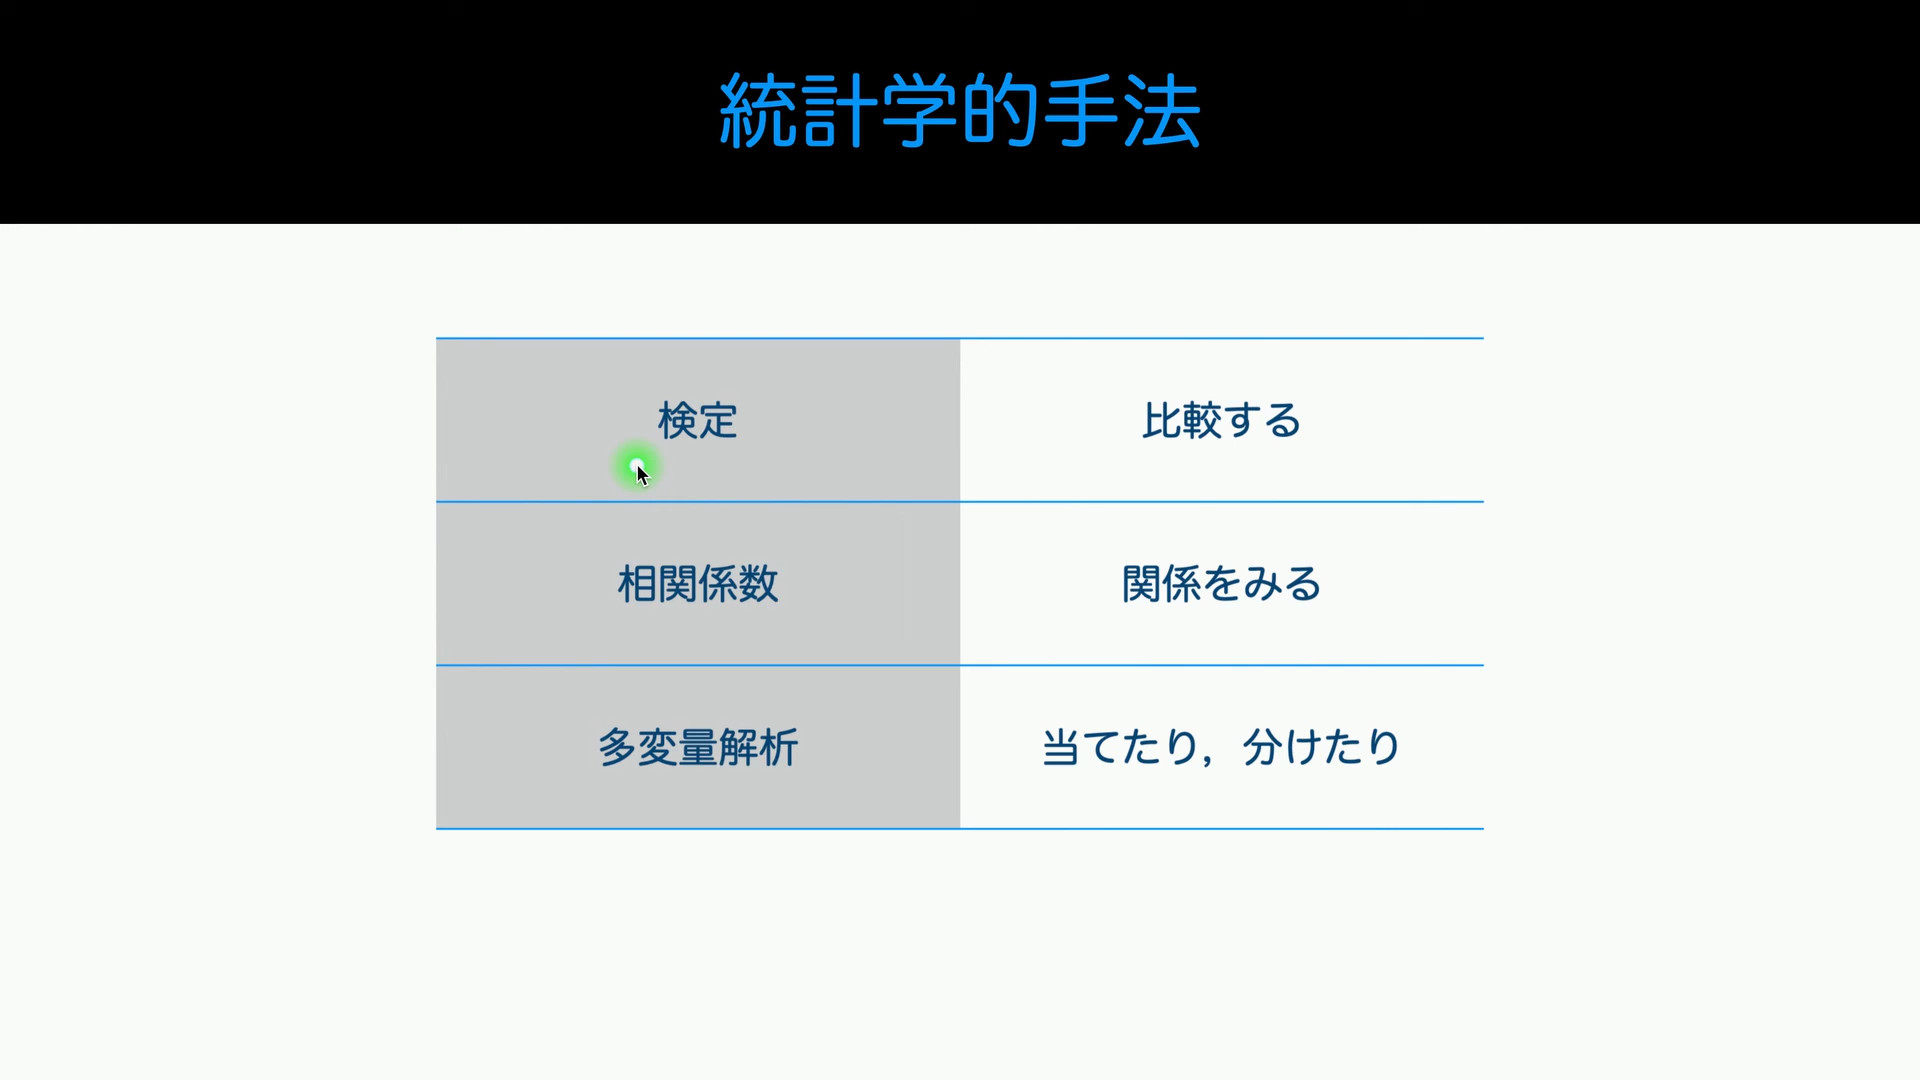 統計学的手法
検定 比較する
相関係数 関係をみる
多変量解析 当てたり，分けたり